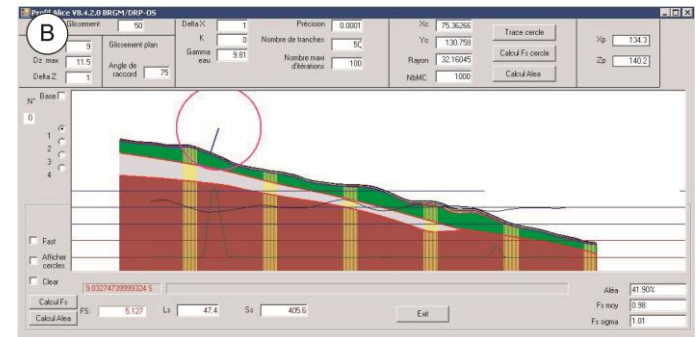 Profil Alice V8.4.2.0 BRGM/DRP-OS
B
Glissement 50
9
Dz max 11.5
Delta Z 1
Glissement plan
Angle de raccord 75
Delta X 1
K 0
Gamma eau 9.81
Précision 0.0001
Nombre de tranches 50
Nombre maxi d'itérations 100
Xc 75.36266
Yc 130.758
Rayon 32.16045
NbMC 1000
Trace cercle
Calcul Fs cercle
Calcul Alea
Xp 134.3
Zp 140.2
N° Base
0
1
2
3
4
Fast
Afficher cercles
Clear
9.03274739999324 S
Calcul Fs
Calcul Alea
FS: 5.127 Ls 47.4 Ss 405.6
Exit
Aléa 41.90%
Fs moy 0.98
Fs sigma 1.01